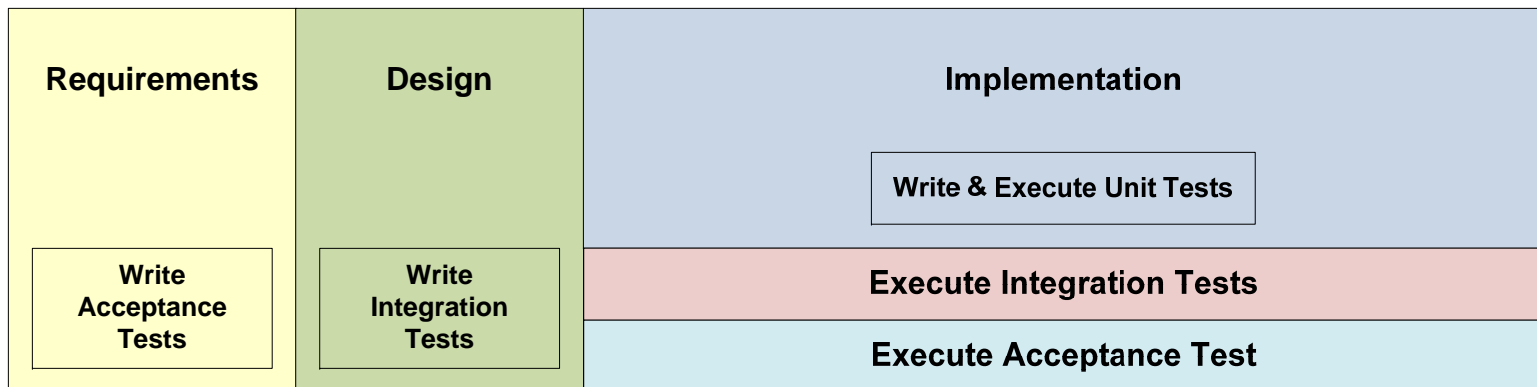 Requirements
Design
Implementation
Write & Execute Unit Tests
Write
Acceptance
Tests
Write
Integration
Tests
Execute Integration Tests
Execute Acceptance Test